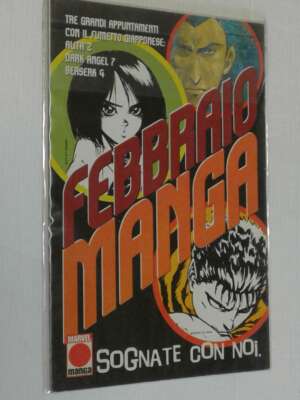 TRE GRANDI APPUNTAMENTI
CON IL FUMETTO GIAPPONESE:
ALITA 2
DARK ANGEL 7
BERSERK 4
FEBBRAIO
MANGA
MARVEL
manga
SOGNATE CON NOI.